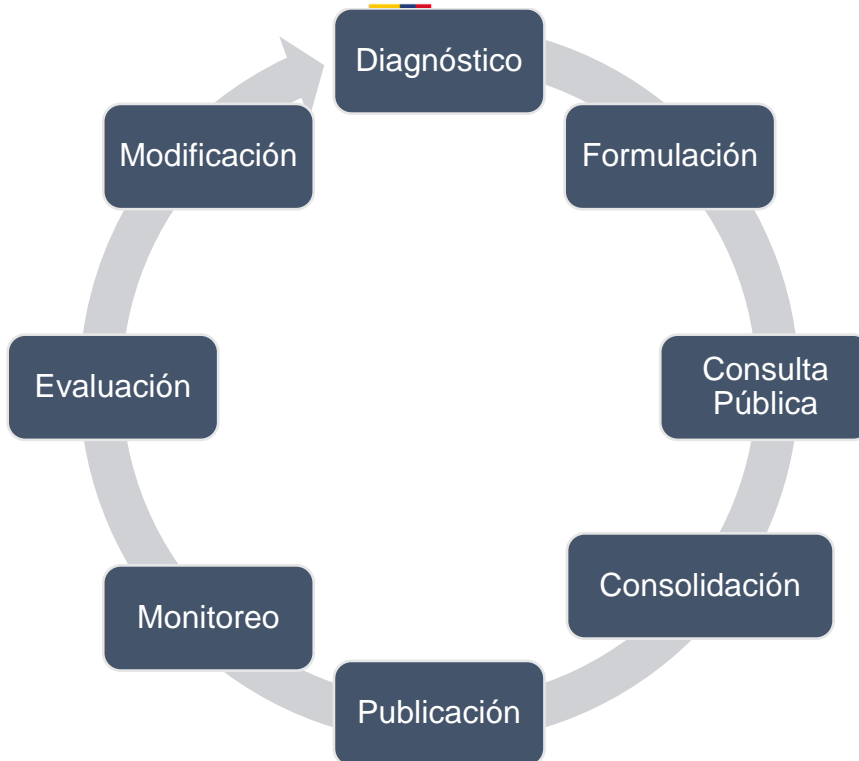 Diagnóstico
Formulación
Consulta
Pública
Consolidación
Publicación
Monitoreo
Evaluación
Modificación